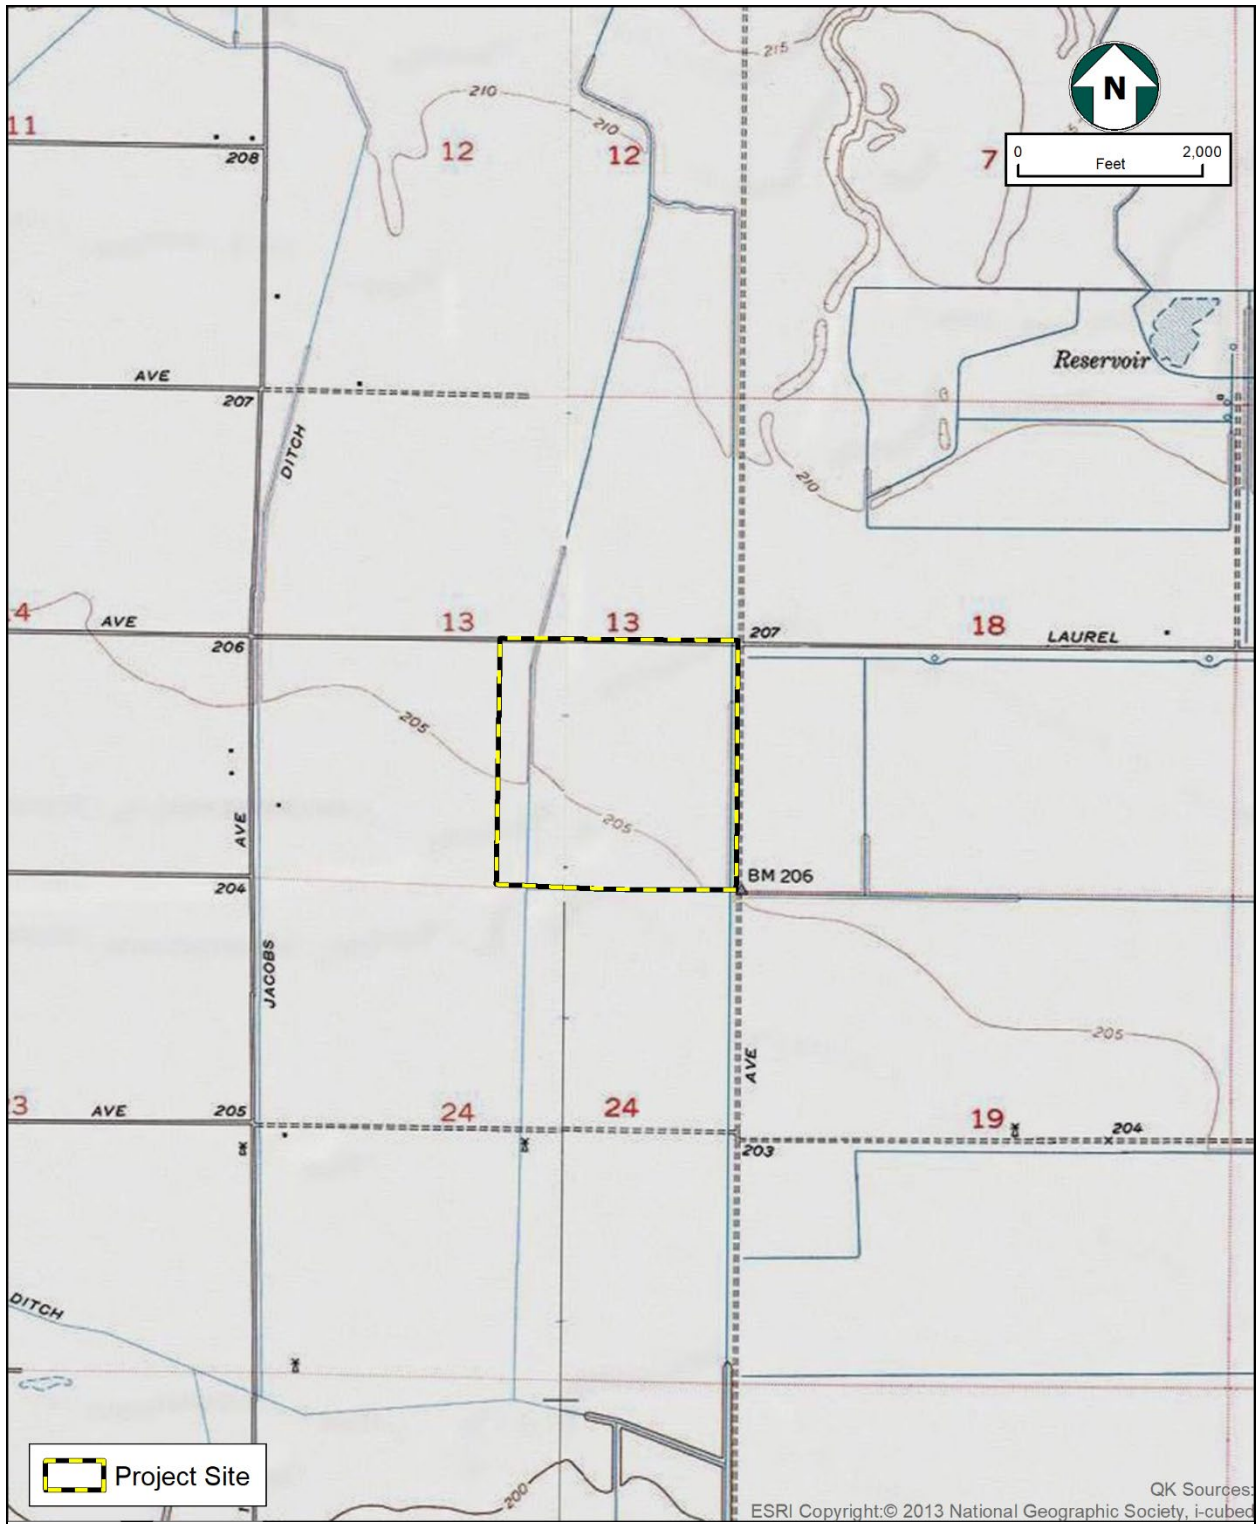 215
N
210
210
11
208
12
12
7
0
2,000
Feet
Reservoir
AVE
207
DITCH
210
4
AVE
206
13
13
207
18
LAUREL
205
205
AVE
204
BM 206
JACOBS
205
AVE
3
AVE
205
24
24
19
204
203
DITCH
Project Site
200
QK Sources:
ESRI Copyright:© 2013 National Geographic Society, i-cubed